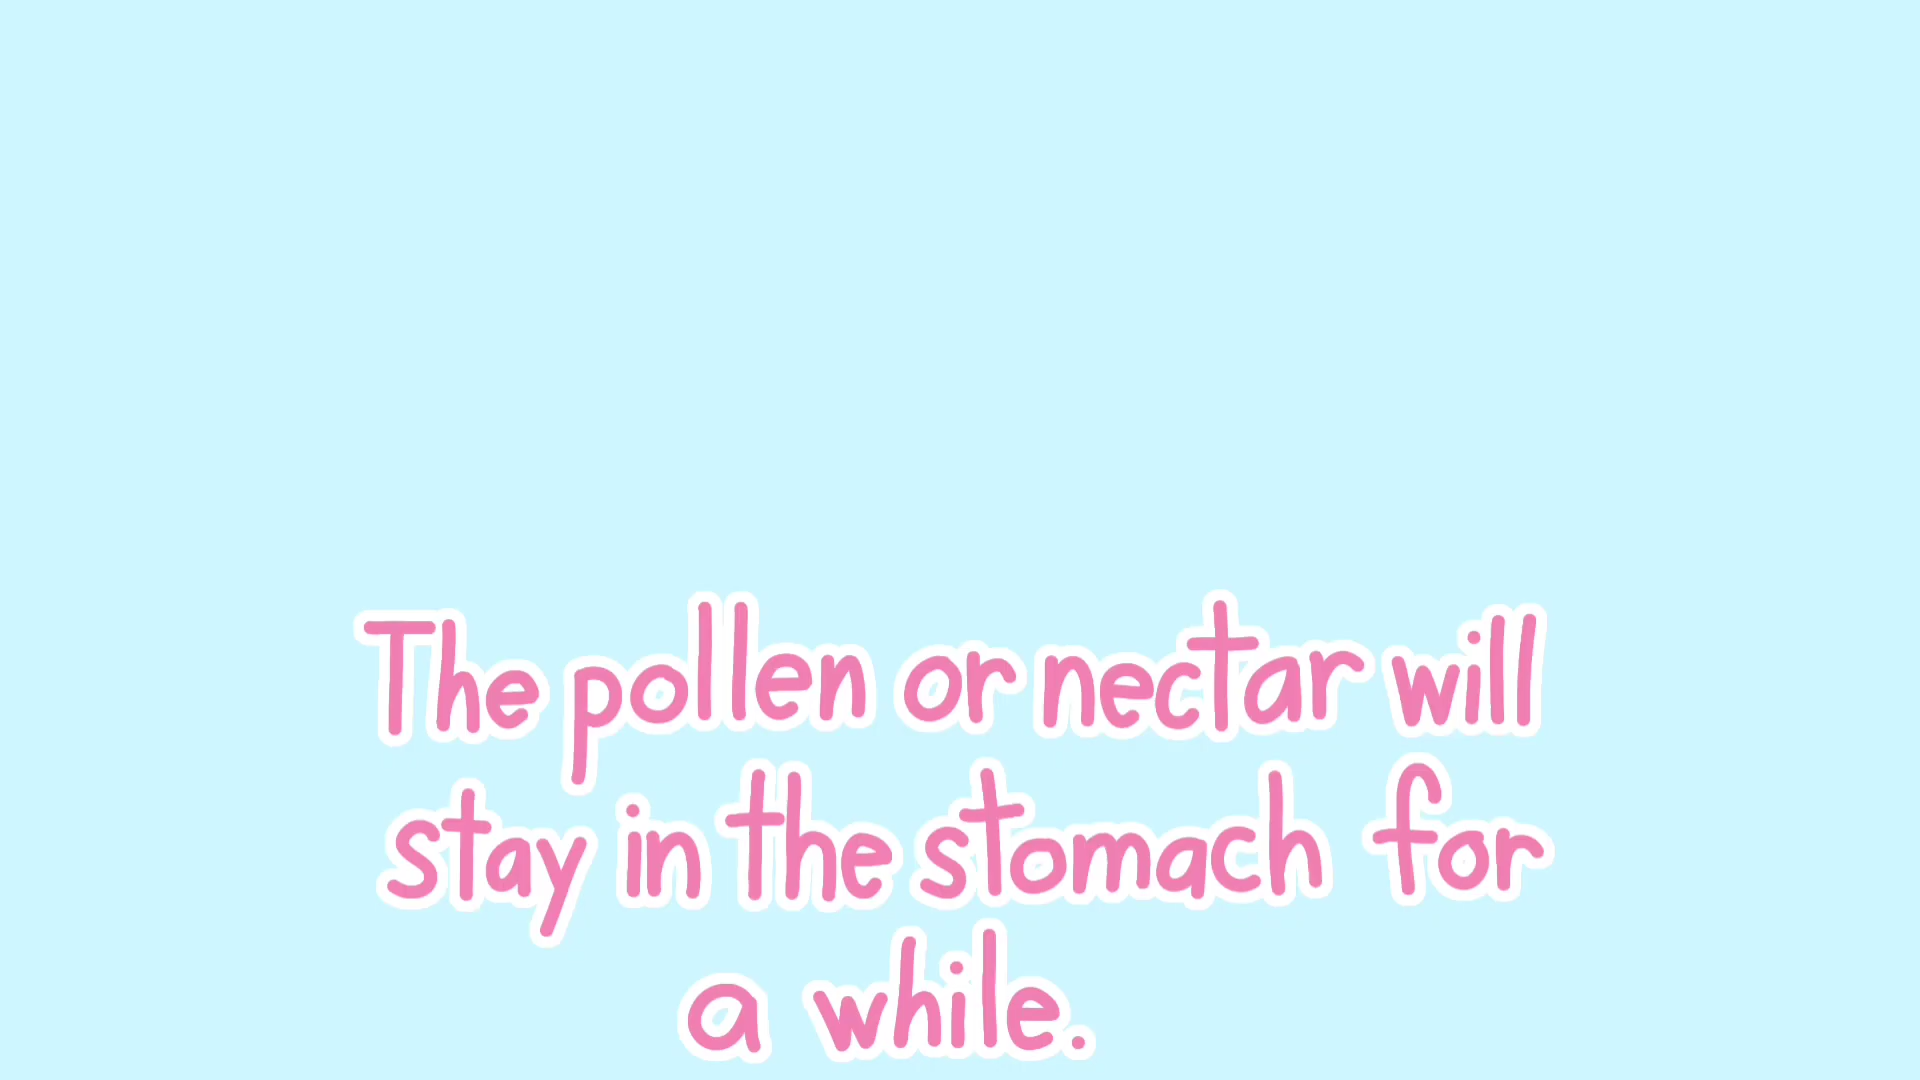 The pollen or nectar will
stay in the stomach for
a while.